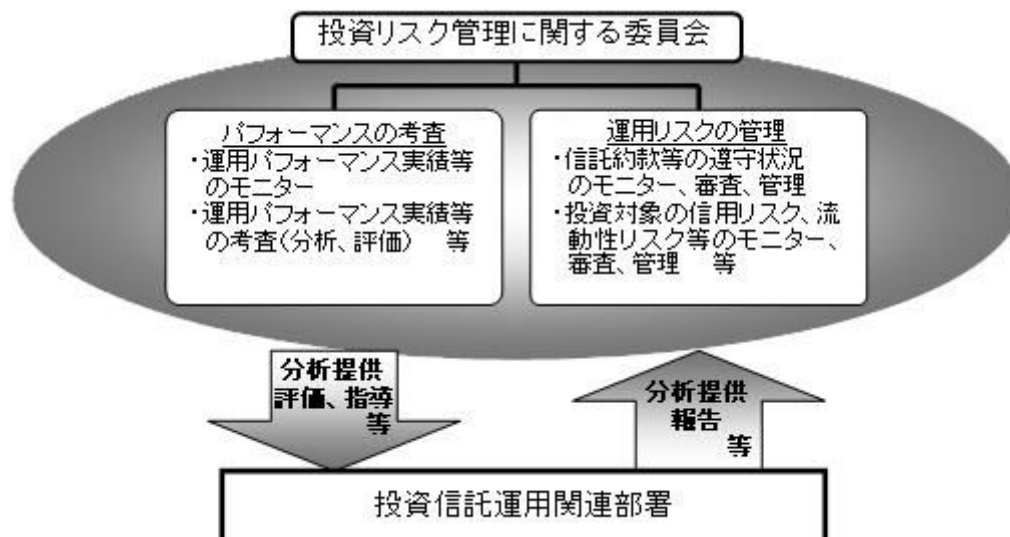 投資リスク管理に関する委員会
パフォーマンスの考査
・運用パフォーマンス実績等
のモニター
・運用パフォーマンス実績等
の考査(分析、評価) 等
運用リスクの管理
・信託約款等の遵守状況
のモニター、審査、管理
・投資対象の信用リスク、流
動性リスク等のモニター、
審査、管理 等
分析提供
評価、指導
等
分析提供
報告
等
投資信託運用関連部署